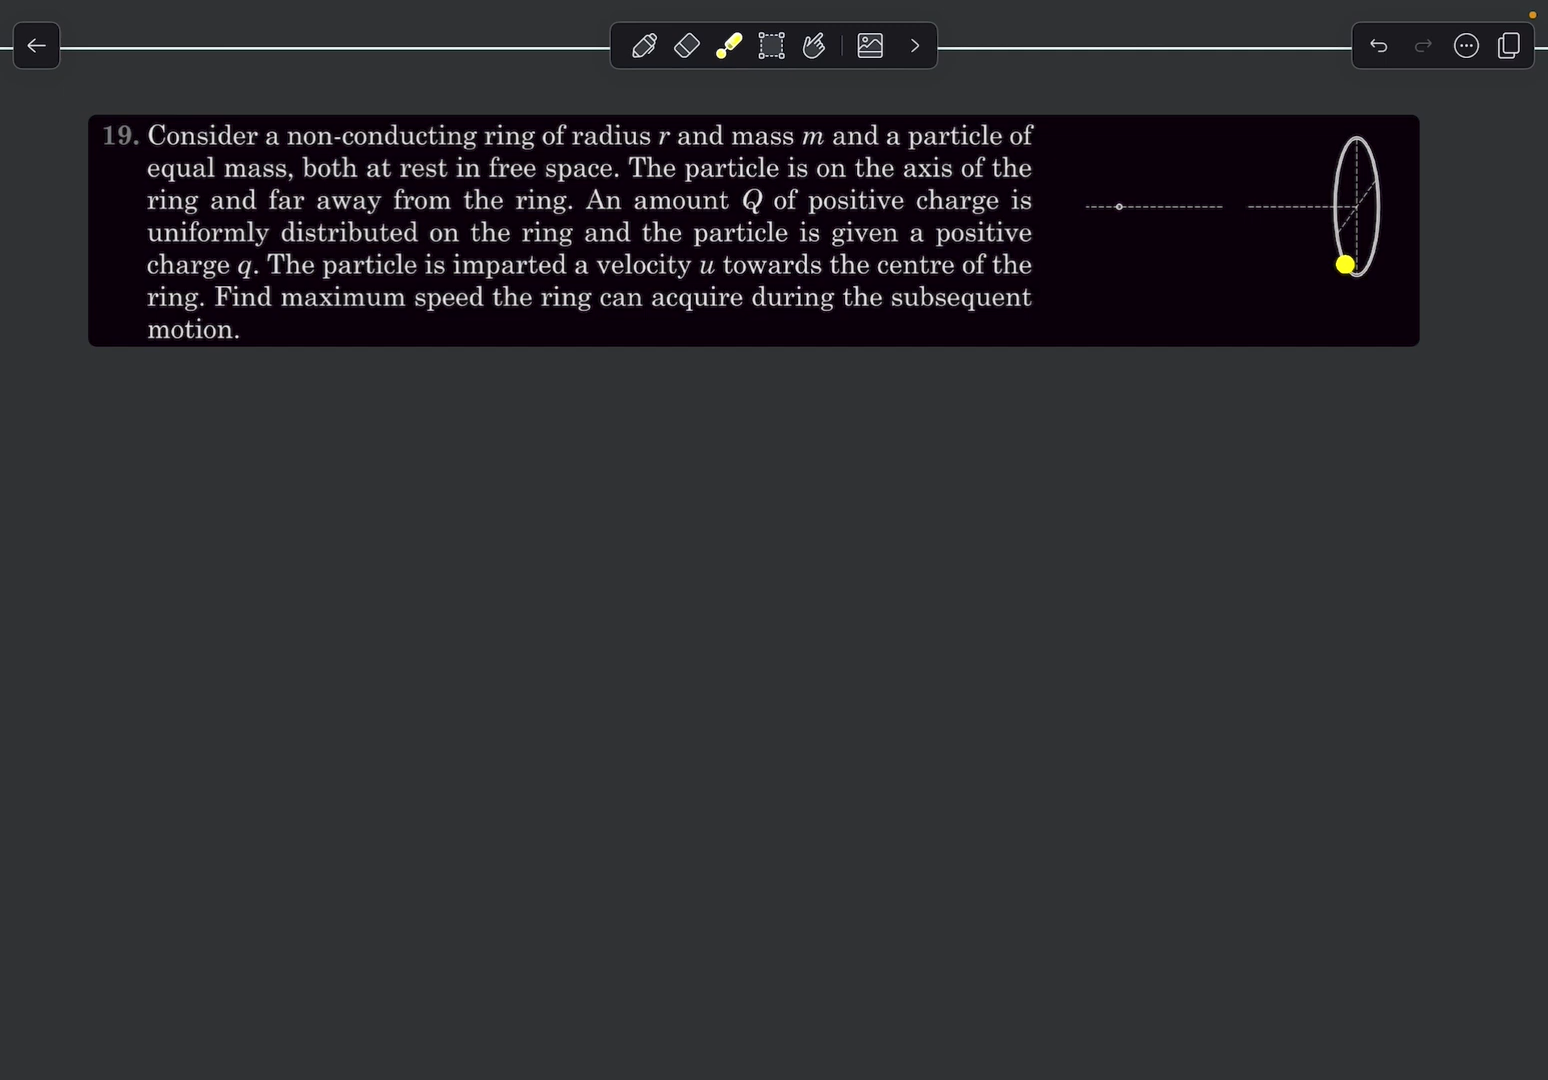 19. Consider a non-conducting ring of radius r and mass m and a particle of
equal mass, both at rest in free space. The particle is on the axis of the
ring and far away from the ring. An amount Q of positive charge is
uniformly distributed on the ring and the particle is given a positive
charge q. The particle is imparted a velocity u towards the centre of the
ring. Find maximum speed the ring can acquire during the subsequent
motion.